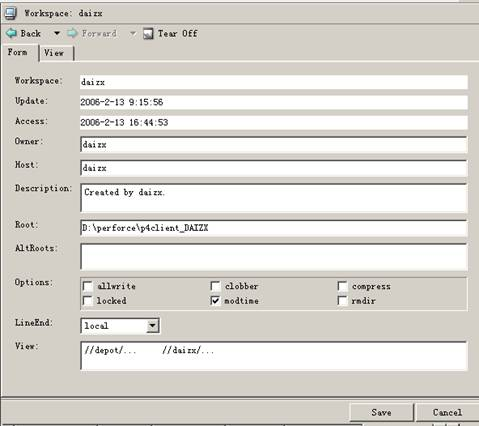 Workspace: daizx
Back Forward Tear Off
Form View
Workspace: daizx
Update: 2006-2-13 9:15:56
Access: 2006-2-13 16:44:53
Owner: daizx
Host: daizx
Description: Created by daizx.
Root: D:\perforce\p4client_DAIZX
AltRoots:
Options: allwrite clobber compress
locked modtime rmdir
LineEnd: local
View: //depot/... //daizx/...
Save Cancel